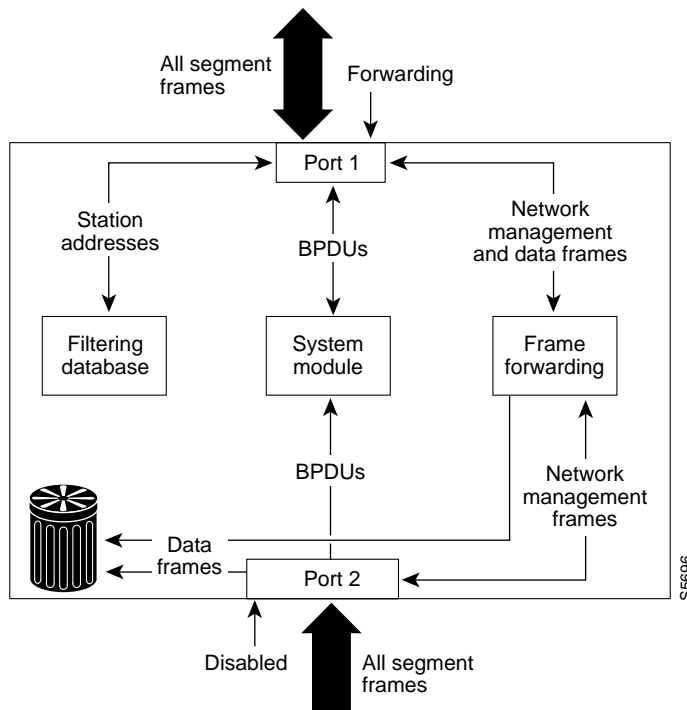 All segment
frames
Forwarding
Port 1
Station
addresses
BPDUs
Network
management
and data frames
Filtering
database
System
module
Frame
forwarding
BPDUs
Network
management
frames
Data
frames
Port 2
Disabled
All segment
frames
S5696